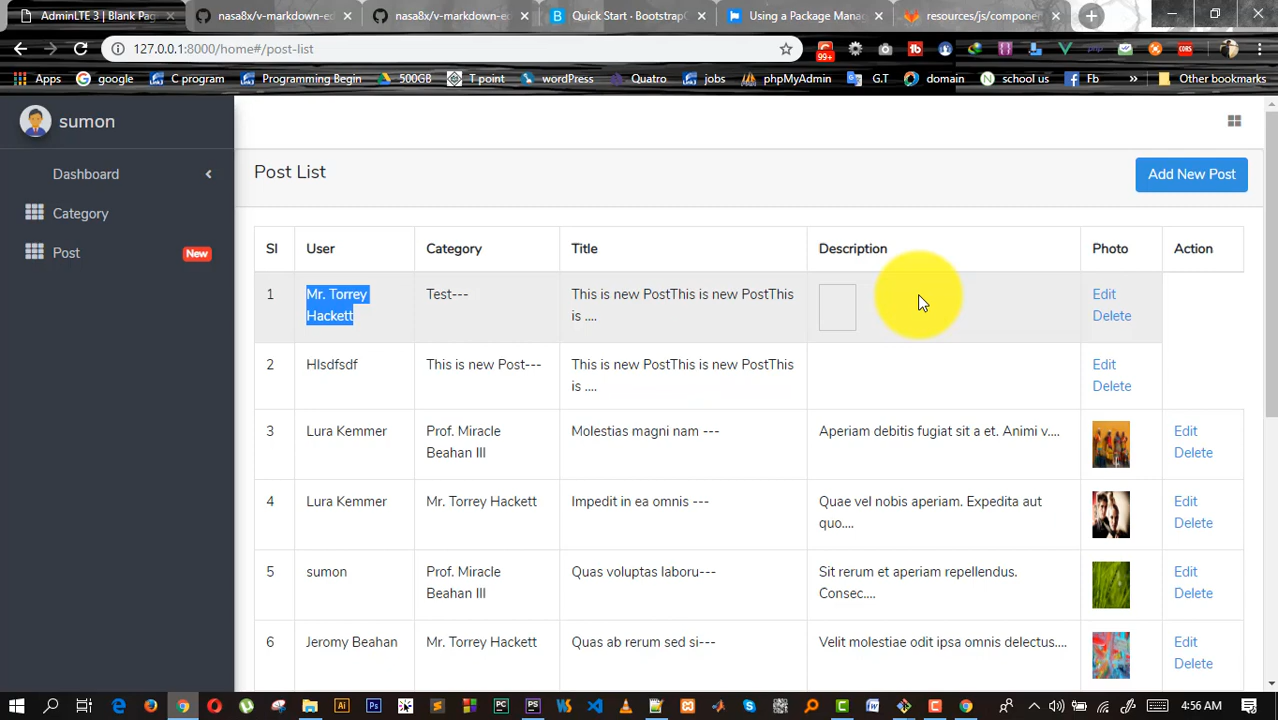 AdminLTE 3 | Blank Pag
nasa8x/v-markdown-ed
nasa8x/v-markdown-ed
Quick Start · Bootstrap
Using a Package Mana
resources/js/compone
127.0.0.1:8000/home#/post-list
99+
Apps
google
C program
Programming Begin
500GB
T point
wordPress
Quatro
jobs
phpMyAdmin
G.T
domain
school us
Fb
»
Other bookmarks
sumon
Dashboard
Category
Post New
Post List
Add New Post
Sl User Category Title Description Photo Action
1 Mr. Torrey Test--- This is new PostThis is new PostThis Edit
Hackett is .... Delete
2 HIsdfsdf This is new Post--- This is new PostThis is new PostThis Edit
is .... Delete
3 Lura Kemmer Prof. Miracle Molestias magni nam --- Aperiam debitis fugiat sit a et. Animi v.... Edit
Beahan III Delete
4 Lura Kemmer Mr. Torrey Hackett Impedit in ea omnis --- Quae vel nobis aperiam. Expedita aut Edit
quo.... Delete
5 sumon Prof. Miracle Quas voluptas laboru--- Sit rerum et aperiam repellendus. Edit
Beahan III Consec.... Delete
6 Jeromy Beahan Mr. Torrey Hackett Quas ab rerum sed si--- Velit molestiae odit ipsa omnis delectus.... Edit
Delete
4:56 AM